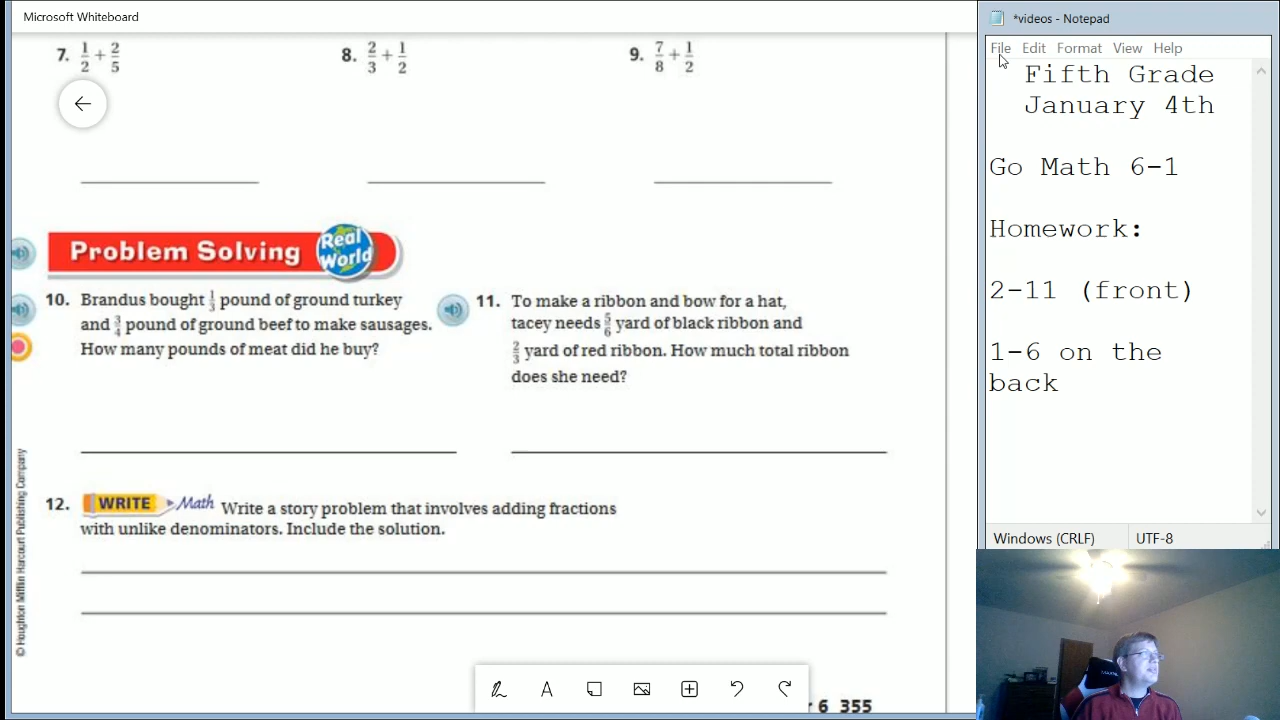 Microsoft Whiteboard
7. 1/2 + 2/5
8. 2/3 + 1/2
9. 7/8 + 1/2
Problem Solving Real World
10. Brandus bought 1/3 pound of ground turkey
and 3/4 pound of ground beef to make sausages.
How many pounds of meat did he buy?
11. To make a ribbon and bow for a hat,
tacey needs 5/6 yard of black ribbon and
2/3 yard of red ribbon. How much total ribbon
does she need?
12. WRITE Math Write a story problem that involves adding fractions
with unlike denominators. Include the solution.
© Houghton Mifflin Harcourt Publishing Company
6 355
*videos - Notepad
File Edit Format View Help
Fifth Grade
January 4th
Go Math 6-1
Homework:
2-11 (front)
1-6 on the
back
Windows (CRLF) UTF-8